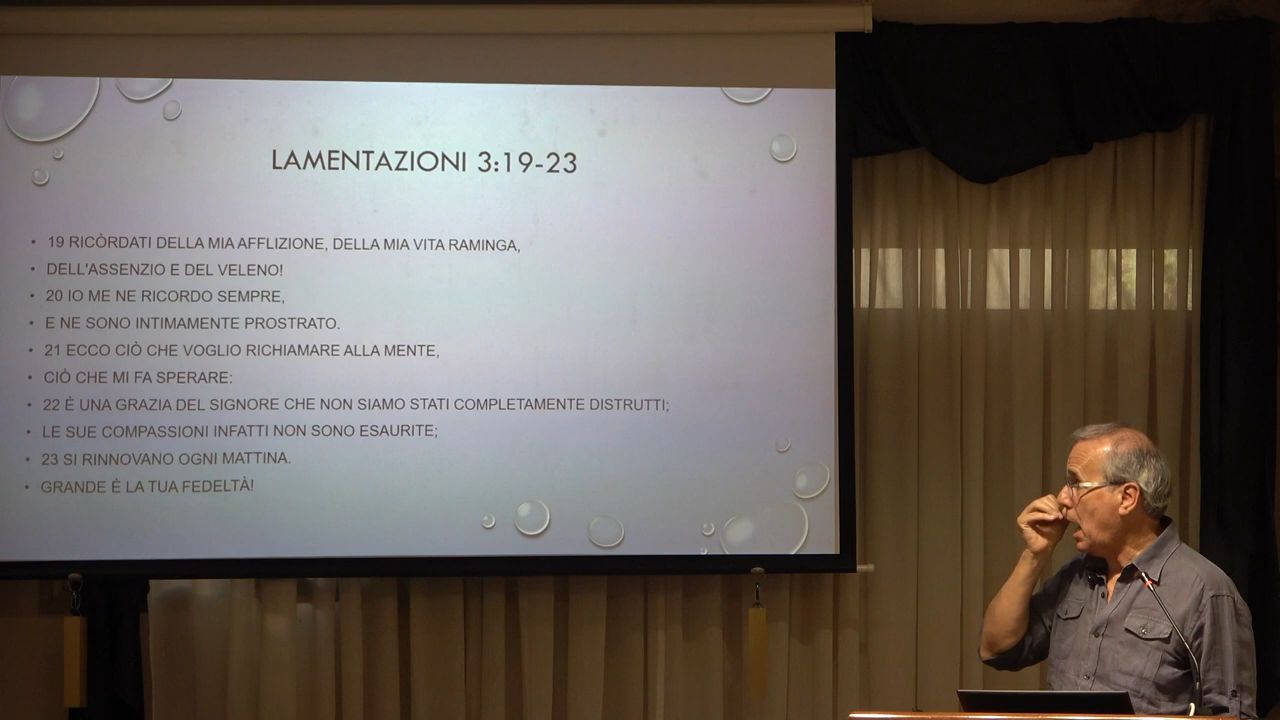 LAMENTAZIONI 3:19-23
• 19 RICÒRDATI DELLA MIA AFFLIZIONE, DELLA MIA VITA RAMINGA,
• DELL'ASSENZIO E DEL VELENO!
• 20 IO ME NE RICORDO SEMPRE,
• E NE SONO INTIMAMENTE PROSTRATO.
• 21 ECCO CIÒ CHE VOGLIO RICHIAMARE ALLA MENTE,
• CIÒ CHE MI FA SPERARE:
• 22 È UNA GRAZIA DEL SIGNORE CHE NON SIAMO STATI COMPLETAMENTE DISTRUTTI;
• LE SUE COMPASSIONI INFATTI NON SONO ESAURITE;
• 23 SI RINNOVANO OGNI MATTINA.
• GRANDE È LA TUA FEDELTÀ!